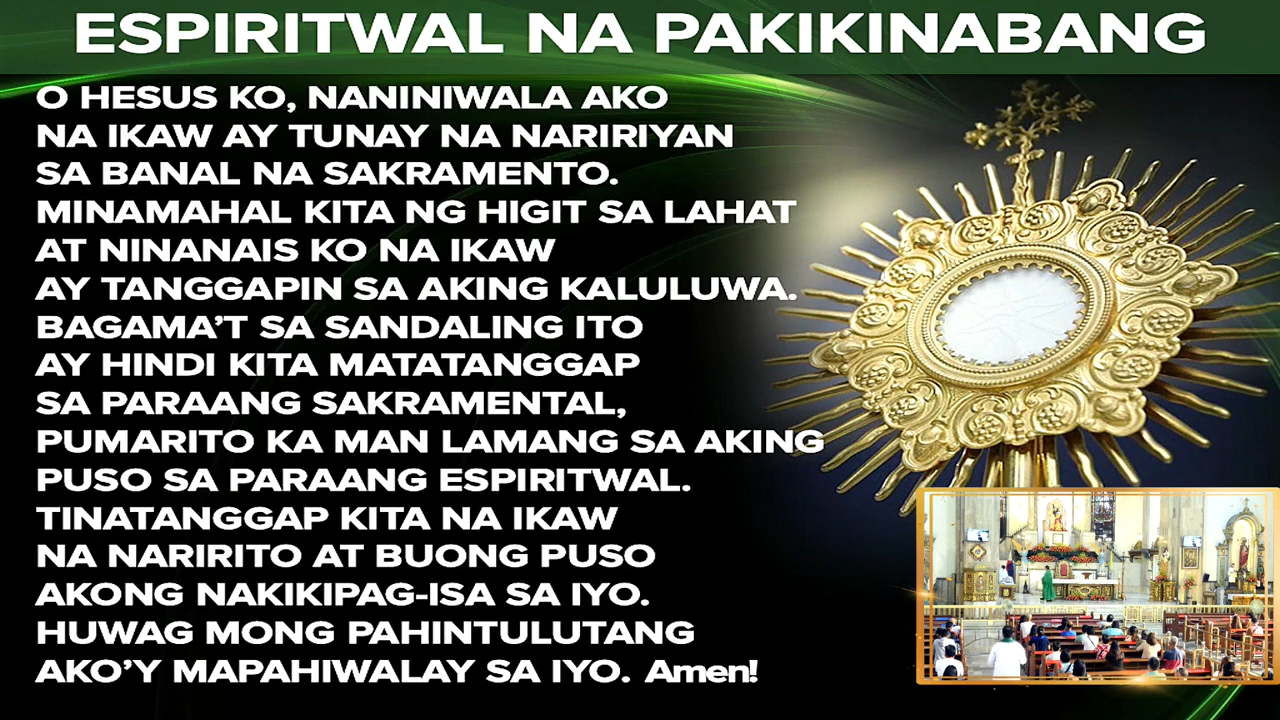 ESPIRITWAL NA PAKIKINABANG
O HESUS KO, NANINIWALA AKO
NA IKAW AY TUNAY NA NARIRIYAN
SA BANAL NA SAKRAMENTO.
MINAMAHAL KITA NG HIGIT SA LAHAT
AT NINANAIS KO NA IKAW
AY TANGGAPIN SA AKING KALULUWA.
BAGAMA'T SA SANDALING ITO
AY HINDI KITA MATATANGGAP
SA PARAANG SAKRAMENTAL,
PUMARITO KA MAN LAMANG SA AKING
PUSO SA PARAANG ESPIRITWAL.
TINATANGGAP KITA NA IKAW
NA NARIRITO AT BUONG PUSO
AKONG NAKIKIPAG-ISA SA IYO.
HUWAG MONG PAHINTULUTANG
AKO'Y MAPAHIWALAY SA IYO. Amen!